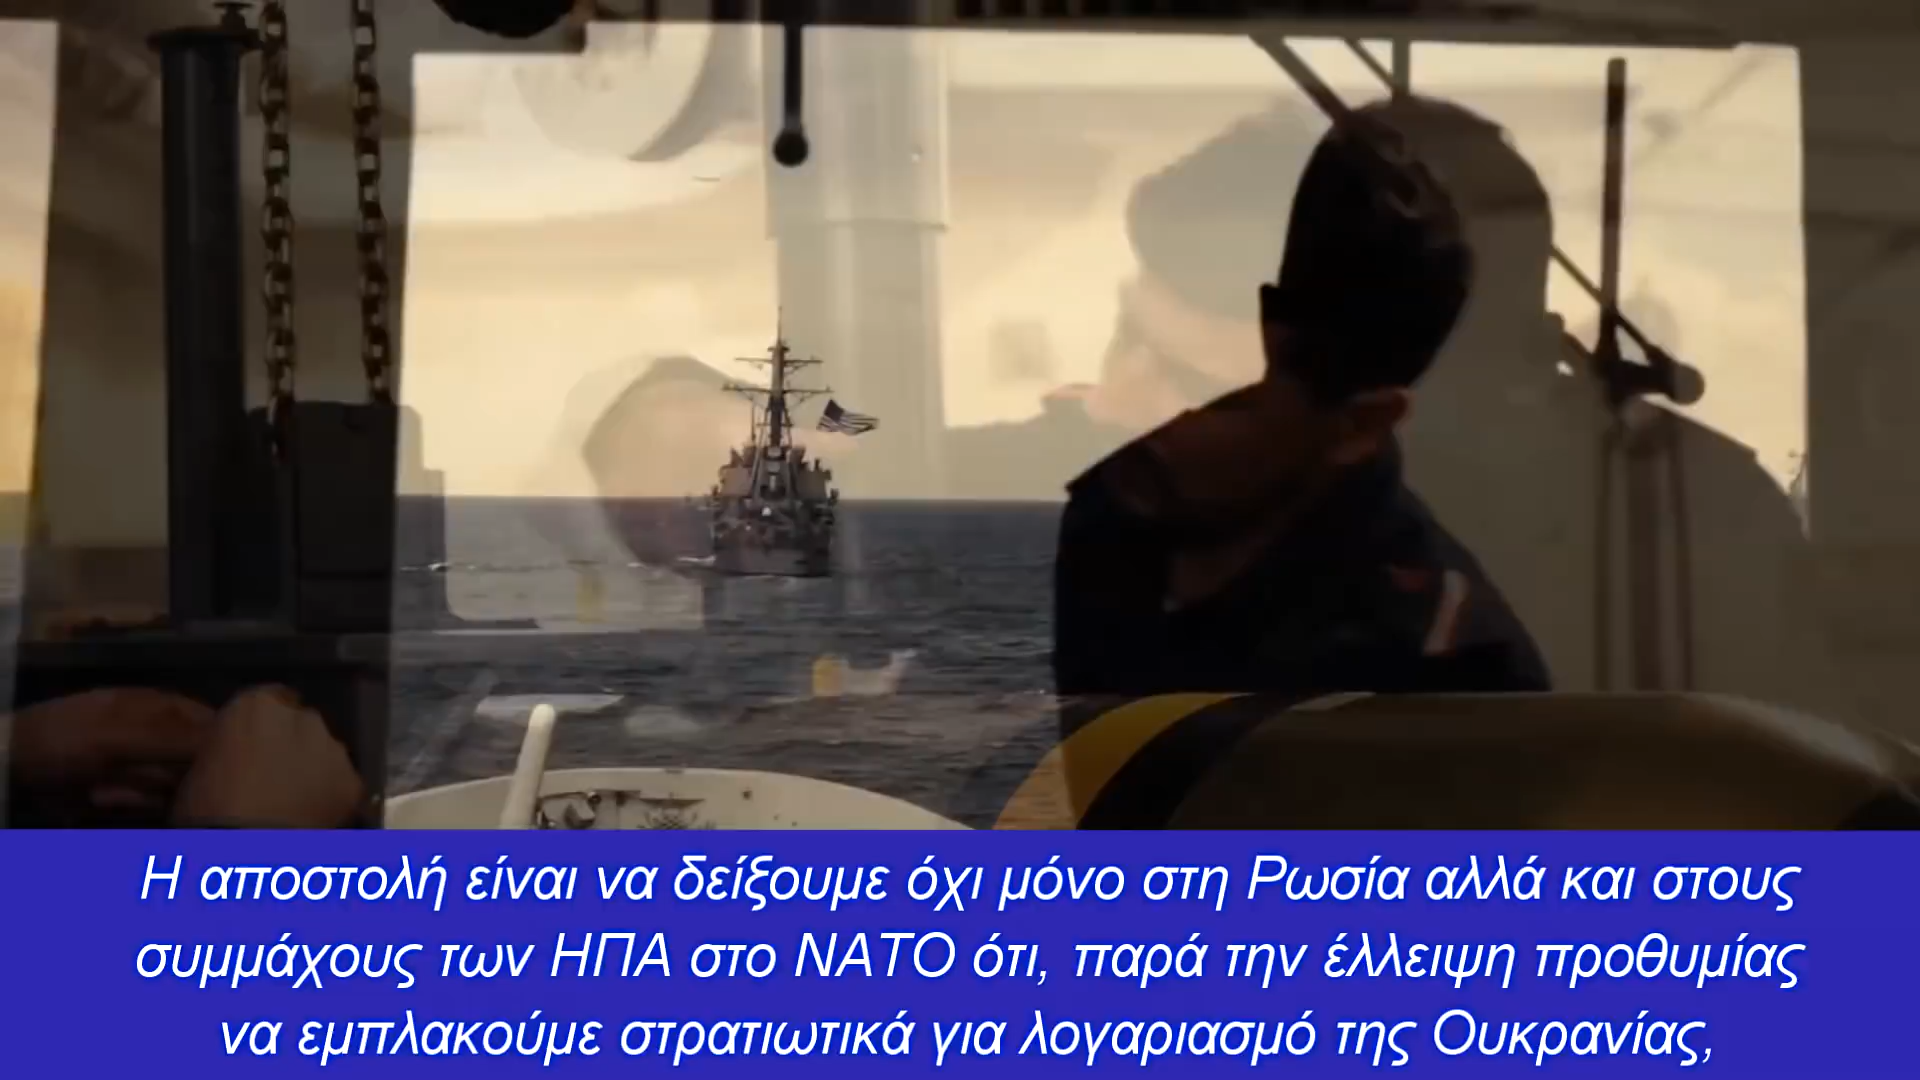 Η αποστολή είναι να δείξουμε όχι μόνο στη Ρωσία αλλά και στους
συμμάχους των ΗΠΑ στο ΝΑΤΟ ότι, παρά την έλλειψη προθυμίας
να εμπλακούμε στρατιωτικά για λογαριασμό της Ουκρανίας,